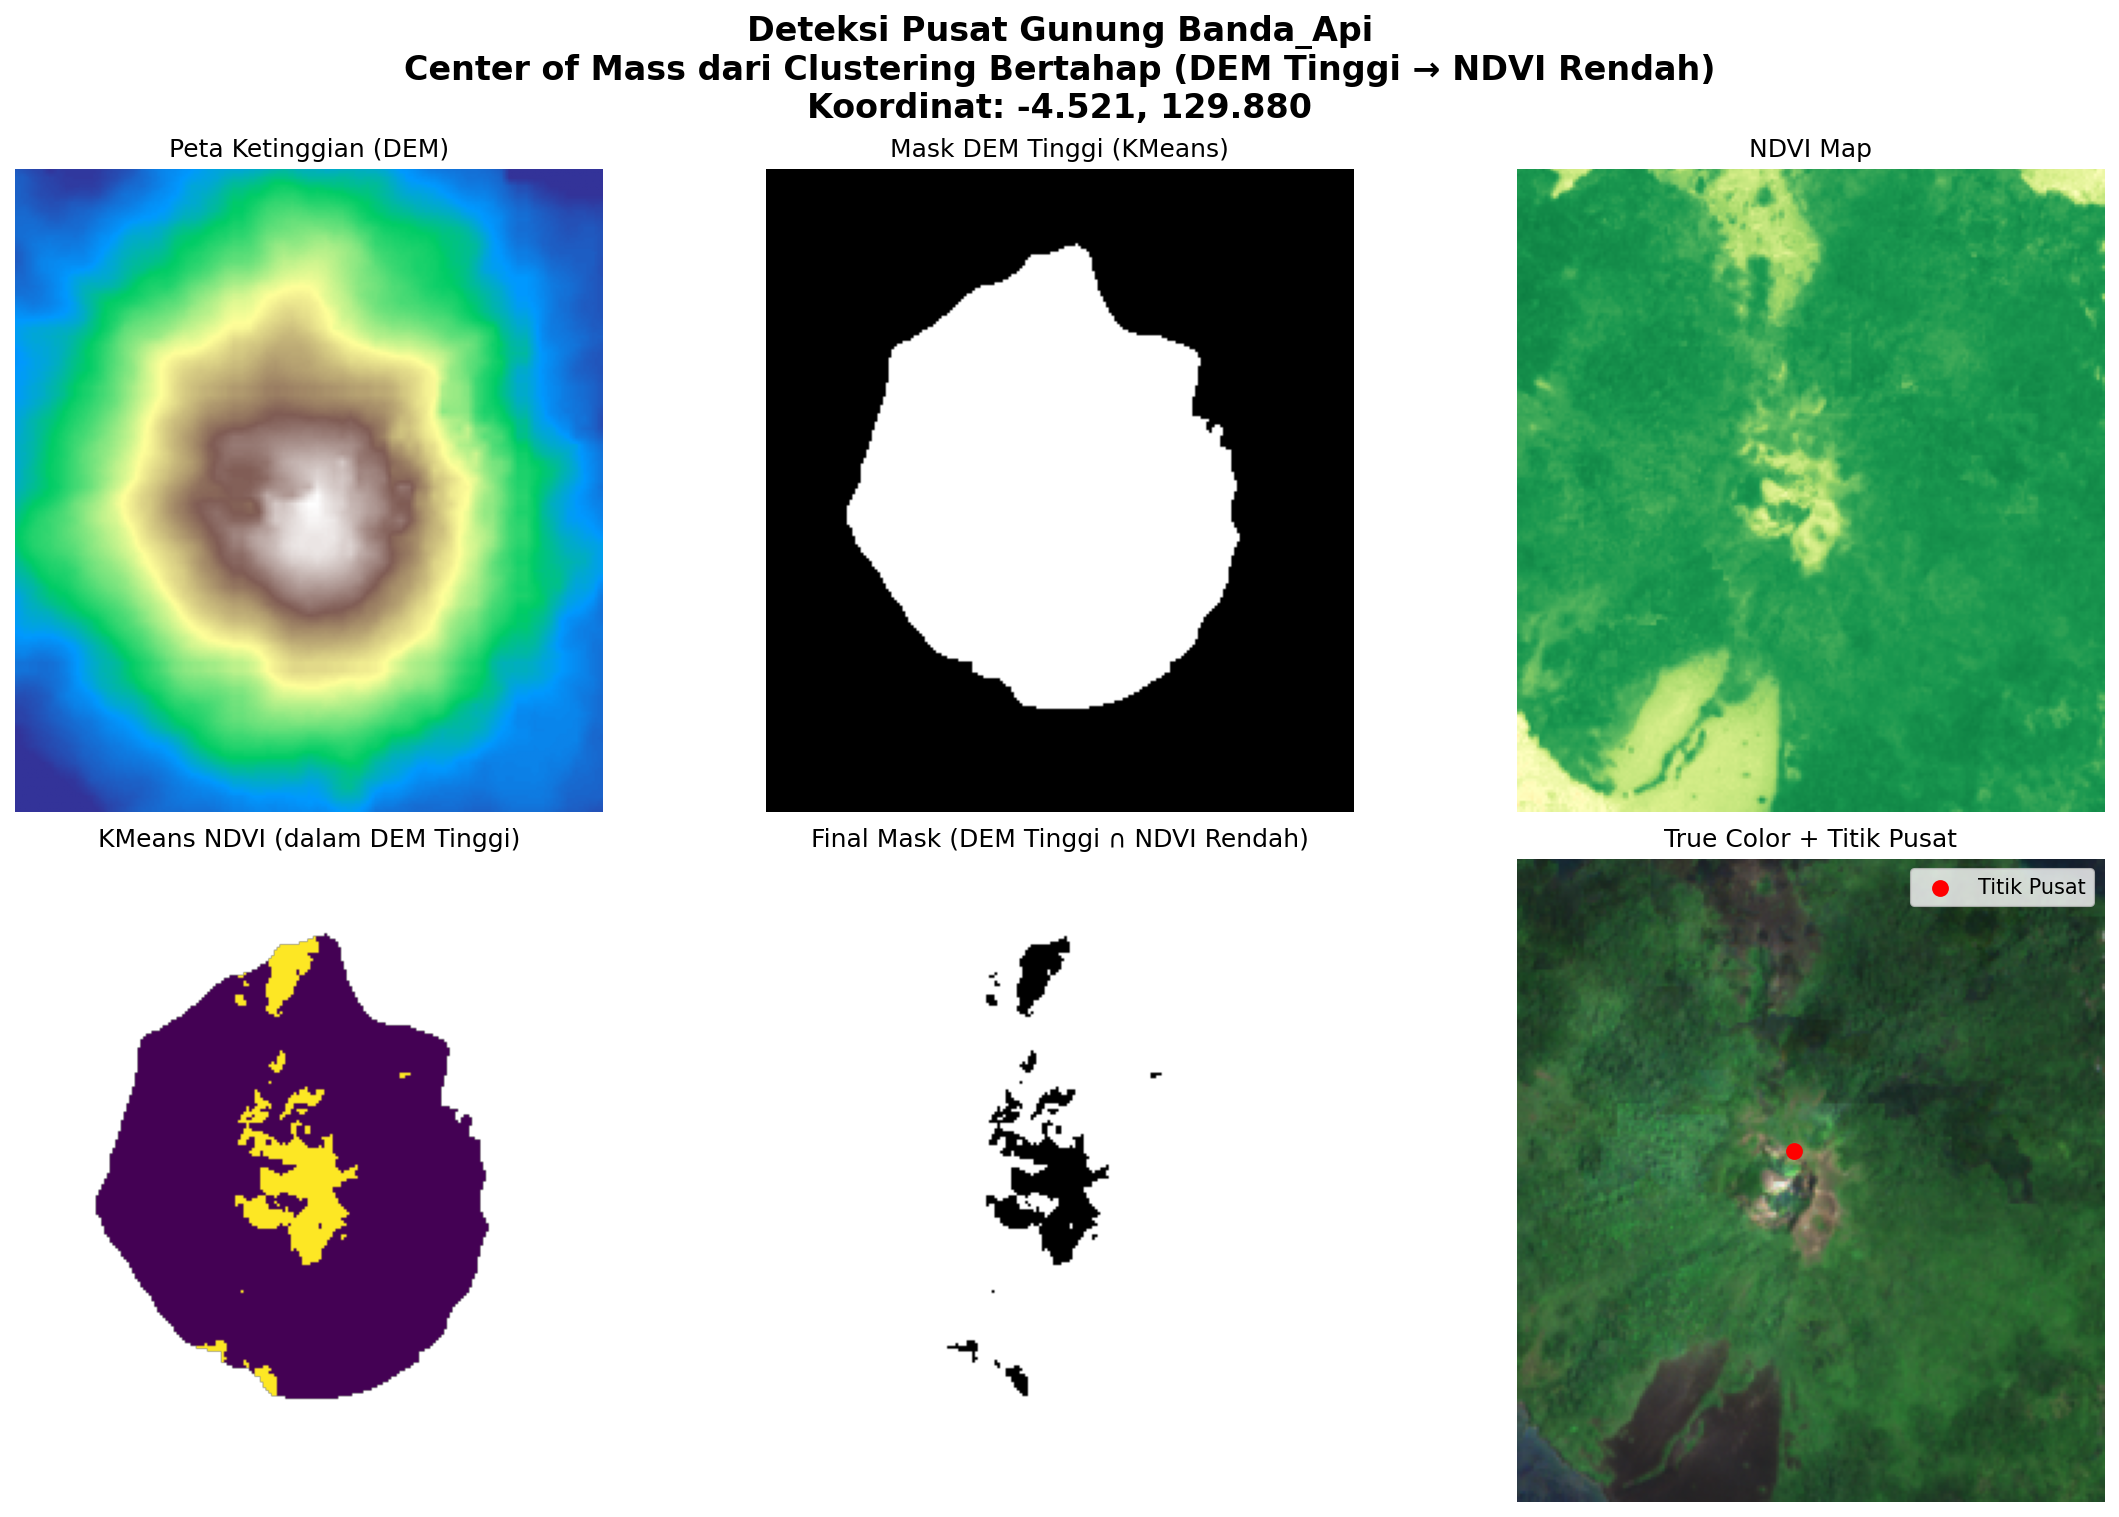 Deteksi Pusat Gunung Banda_Api
Center of Mass dari Clustering Bertahap (DEM Tinggi → NDVI Rendah)
Koordinat: -4.521, 129.880
Peta Ketinggian (DEM)
Mask DEM Tinggi (KMeans)
NDVI Map
KMeans NDVI (dalam DEM Tinggi)
Final Mask (DEM Tinggi ∩ NDVI Rendah)
True Color + Titik Pusat
Titik Pusat